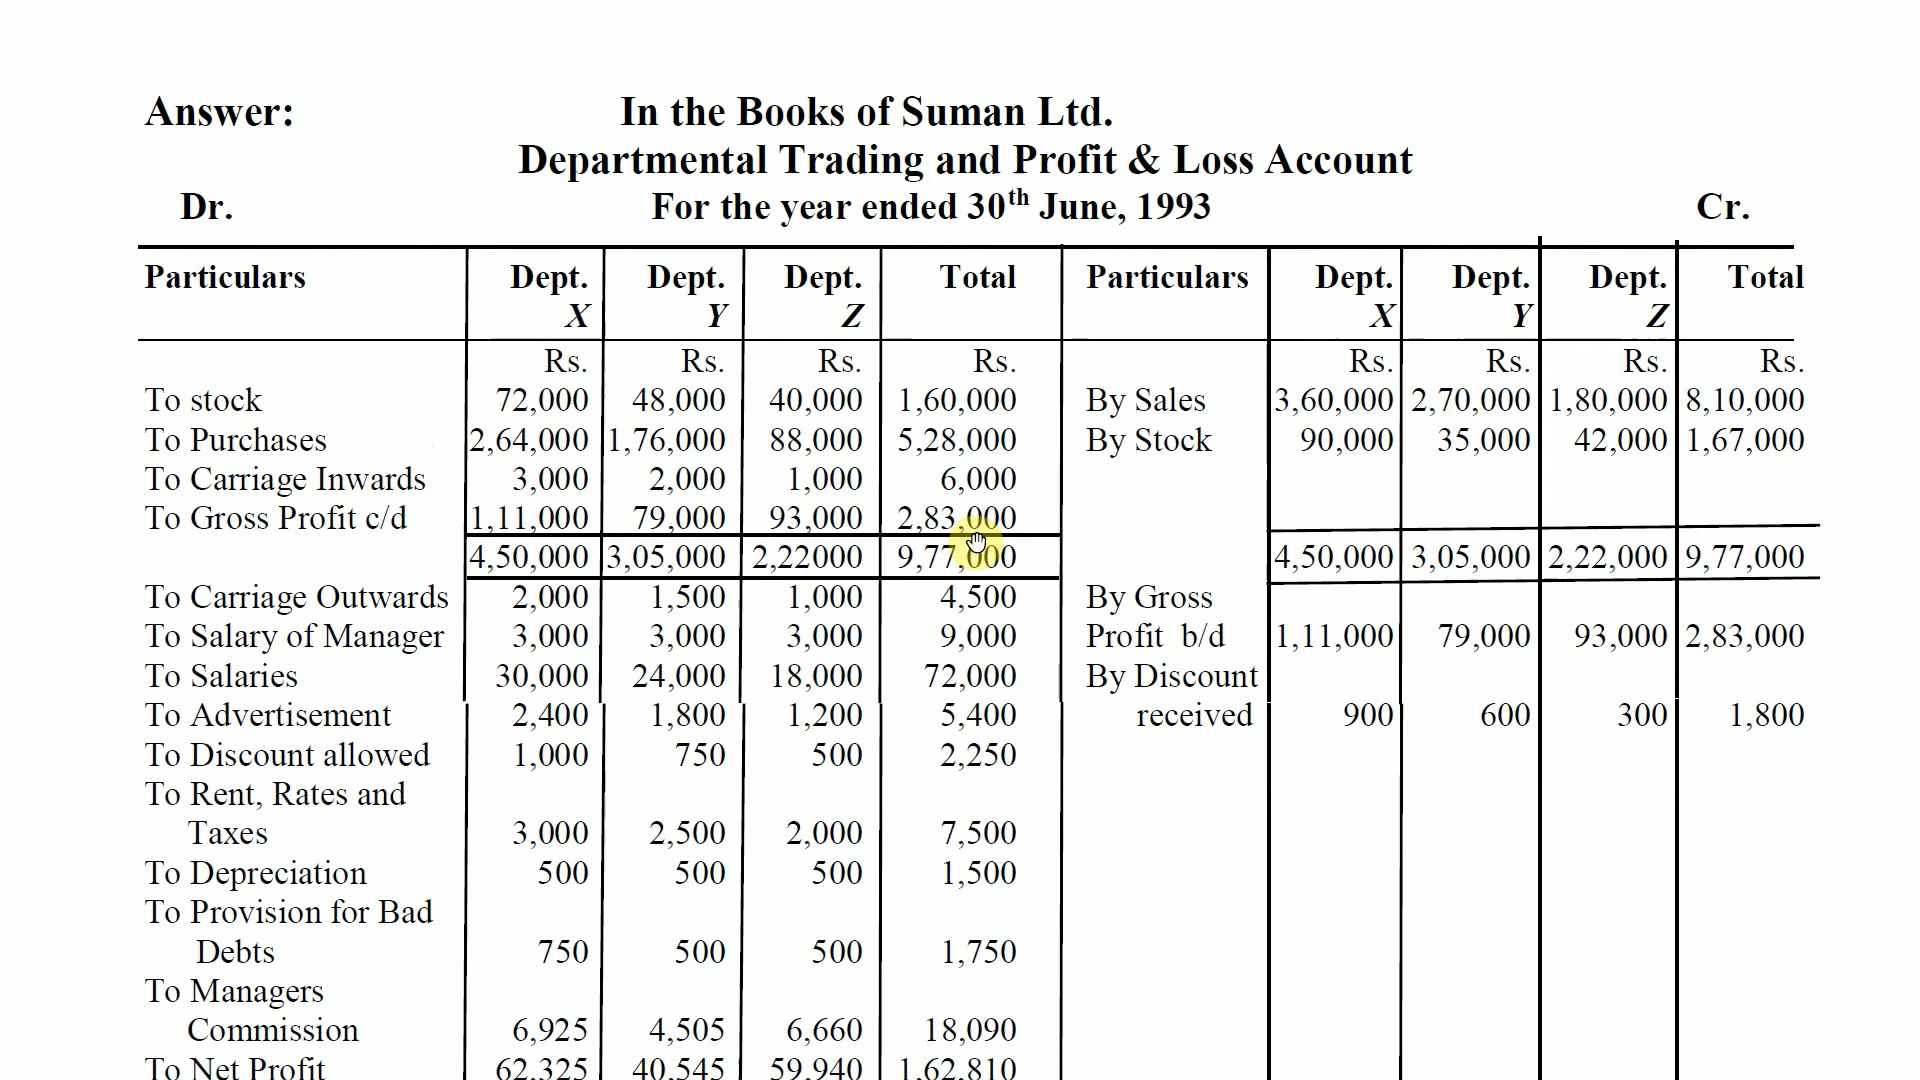 Answer: In the Books of Suman Ltd.
Departmental Trading and Profit & Loss Account
Dr. For the year ended 30th June, 1993 Cr.
Particulars Dept. X Dept. Y Dept. Z Total Particulars Dept. X Dept. Y Dept. Z Total
Rs. Rs. Rs. Rs. Rs. Rs. Rs. Rs.
To stock 72,000 48,000 40,000 1,60,000 By Sales 3,60,000 2,70,000 1,80,000 8,10,000
To Purchases 2,64,000 1,76,000 88,000 5,28,000 By Stock 90,000 35,000 42,000 1,67,000
To Carriage Inwards 3,000 2,000 1,000 6,000
To Gross Profit c/d 1,11,000 79,000 93,000 2,83,000
4,50,000 3,05,000 2,22000 9,77,000 4,50,000 3,05,000 2,22,000 9,77,000
To Carriage Outwards 2,000 1,500 1,000 4,500 By Gross
To Salary of Manager 3,000 3,000 3,000 9,000 Profit b/d 1,11,000 79,000 93,000 2,83,000
To Salaries 30,000 24,000 18,000 72,000 By Discount
To Advertisement 2,400 1,800 1,200 5,400 received 900 600 300 1,800
To Discount allowed 1,000 750 500 2,250
To Rent, Rates and
Taxes 3,000 2,500 2,000 7,500
To Depreciation 500 500 500 1,500
To Provision for Bad
Debts 750 500 500 1,750
To Managers
Commission 6,925 4,505 6,660 18,090
To Net Profit 62,325 40,545 59,940 1,62,810